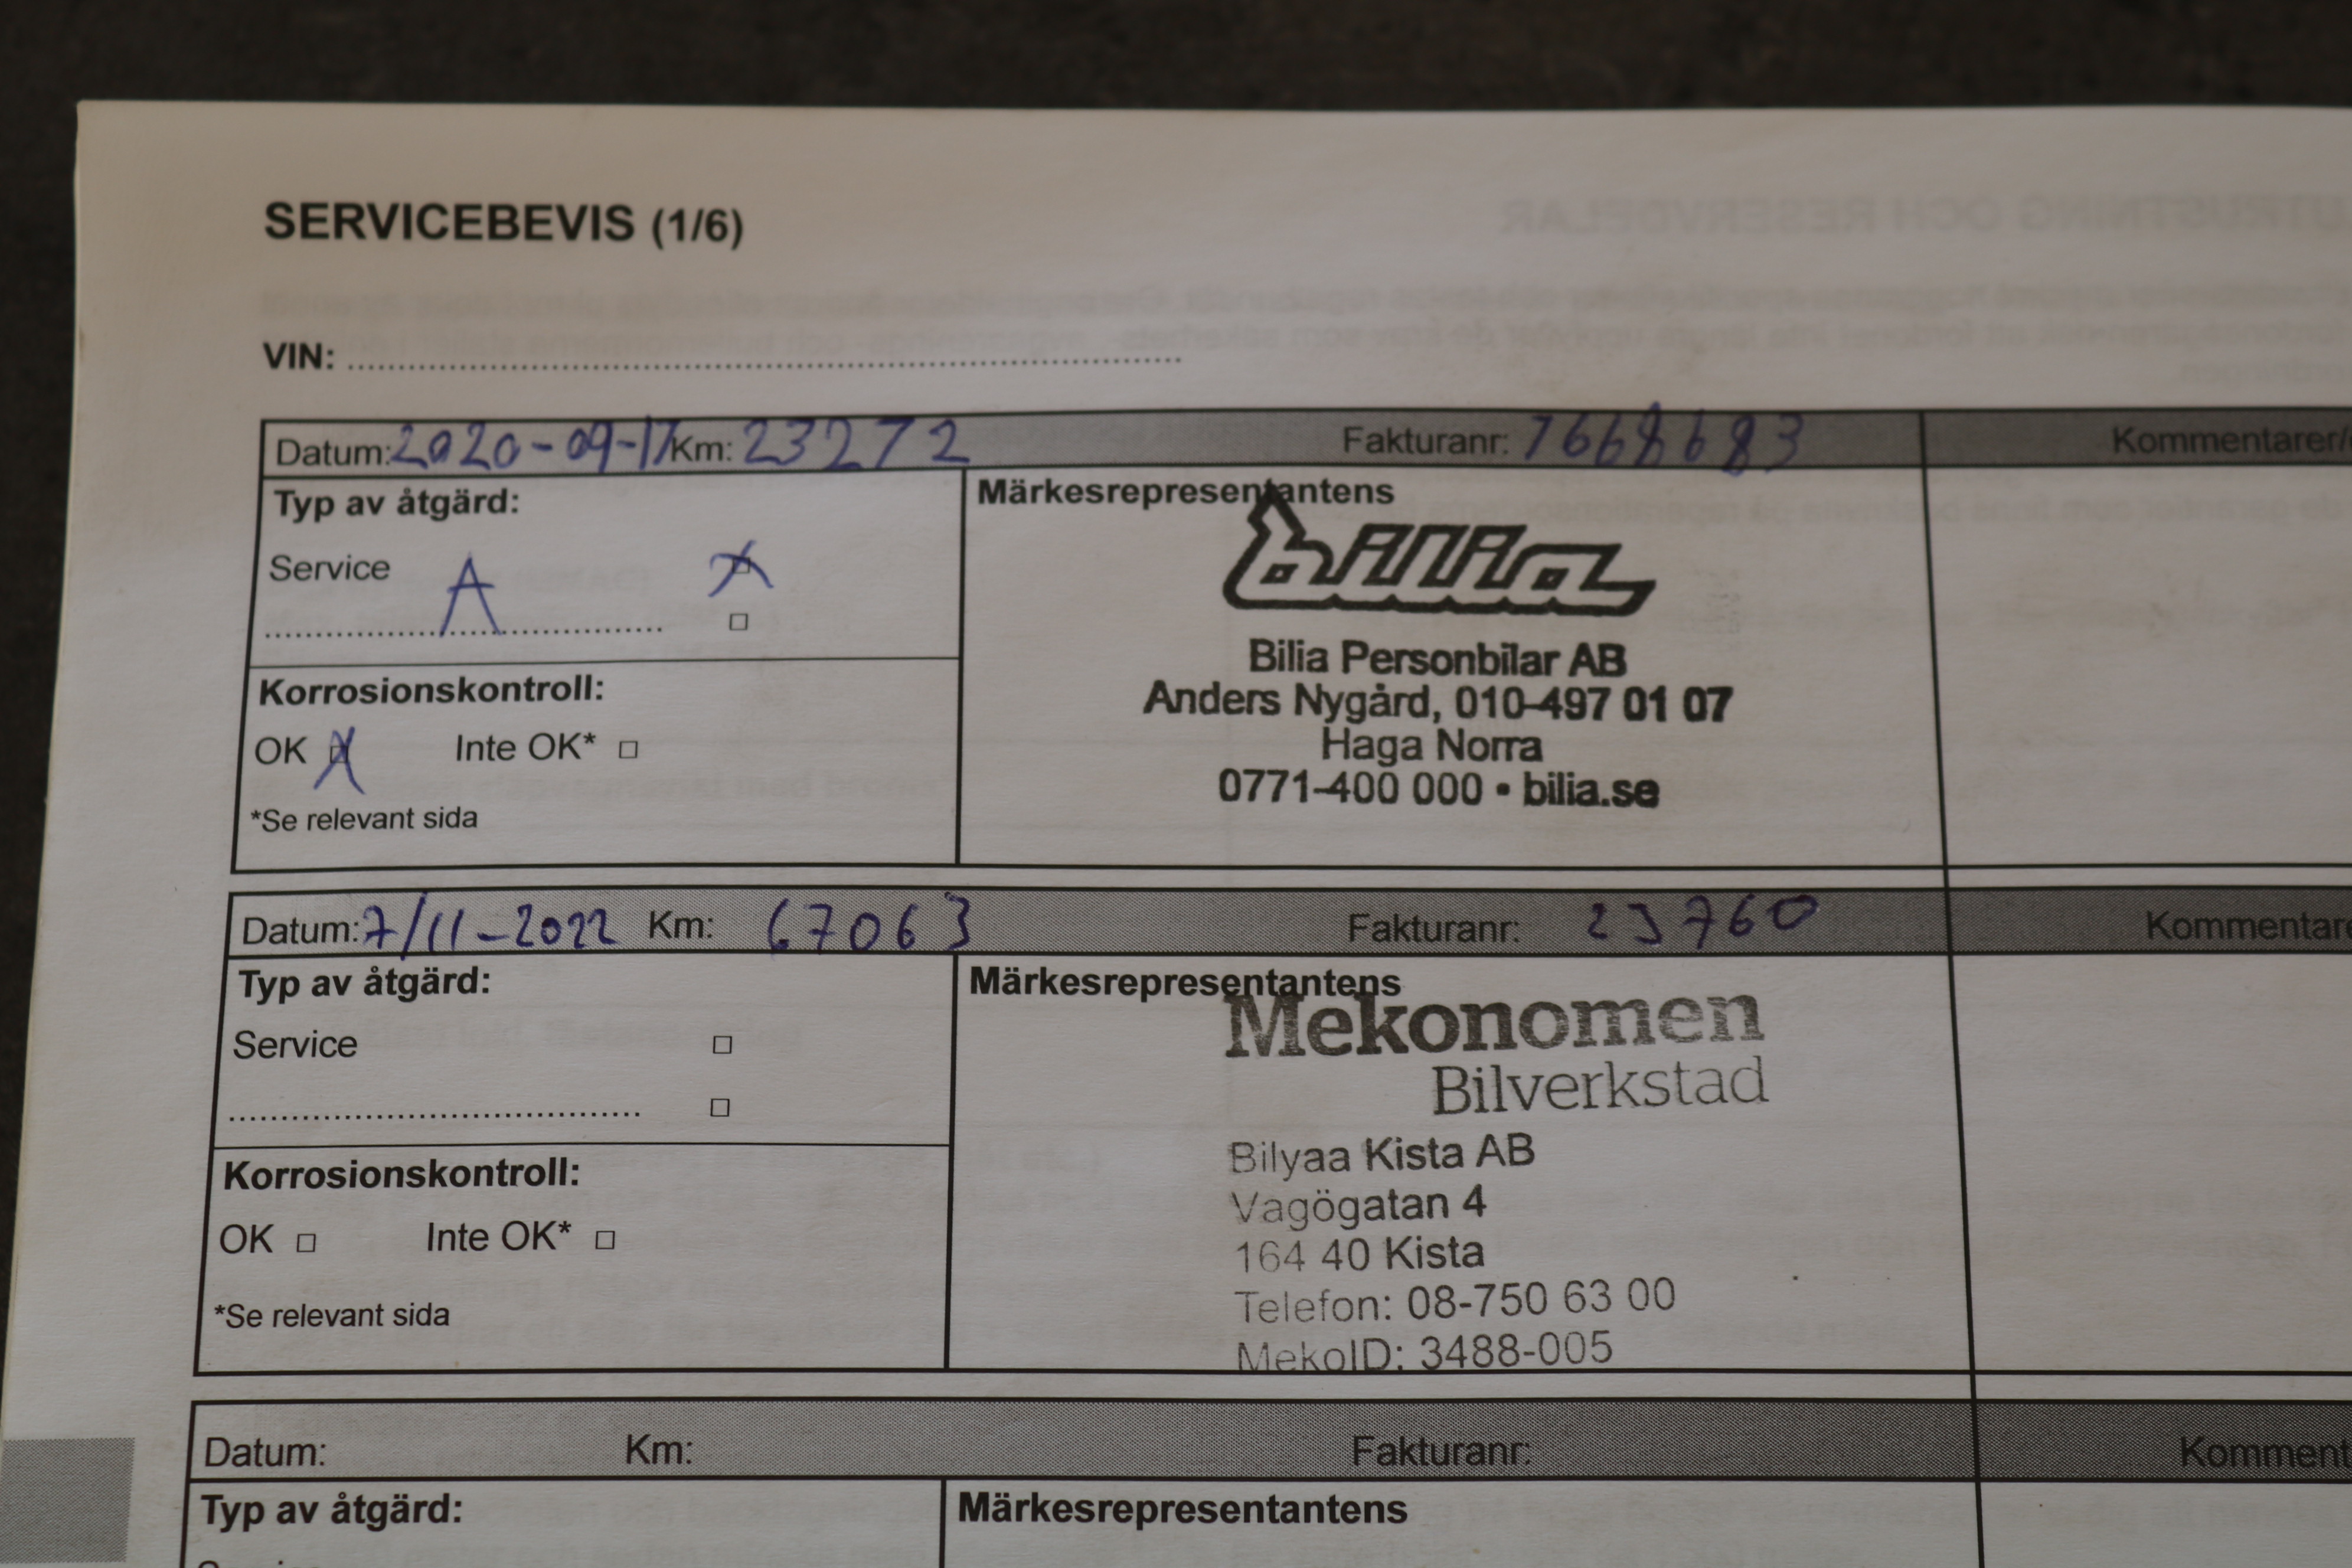 SERVICEBEVIS (1/6)
VIN: ................................................................................
Datum: 2020-09-17 Km: 23272 Fakturanr: 7668683 Kommentarer/
Typ av åtgärd:
Märkesrepresentantens
Service A X
bilia
Bilia Personbilar AB
Anders Nygård, 010-497 01 07
Haga Norra
0771-400 000 • bilia.se
Korrosionskontroll:
OK X Inte OK*
*Se relevant sida
Datum: 7/11-2022 Km: 67063 Fakturanr: 23760 Kommentare
Typ av åtgärd:
Märkesrepresentantens
Service
Mekonomen
Bilverkstad
Bilyaa Kista AB
Vagögatan 4
164 40 Kista
Telefon: 08-750 63 00
MekoID: 3488-005
Korrosionskontroll:
OK Inte OK*
*Se relevant sida
Datum: Km: Fakturanr: Komment
Typ av åtgärd:
Märkesrepresentantens